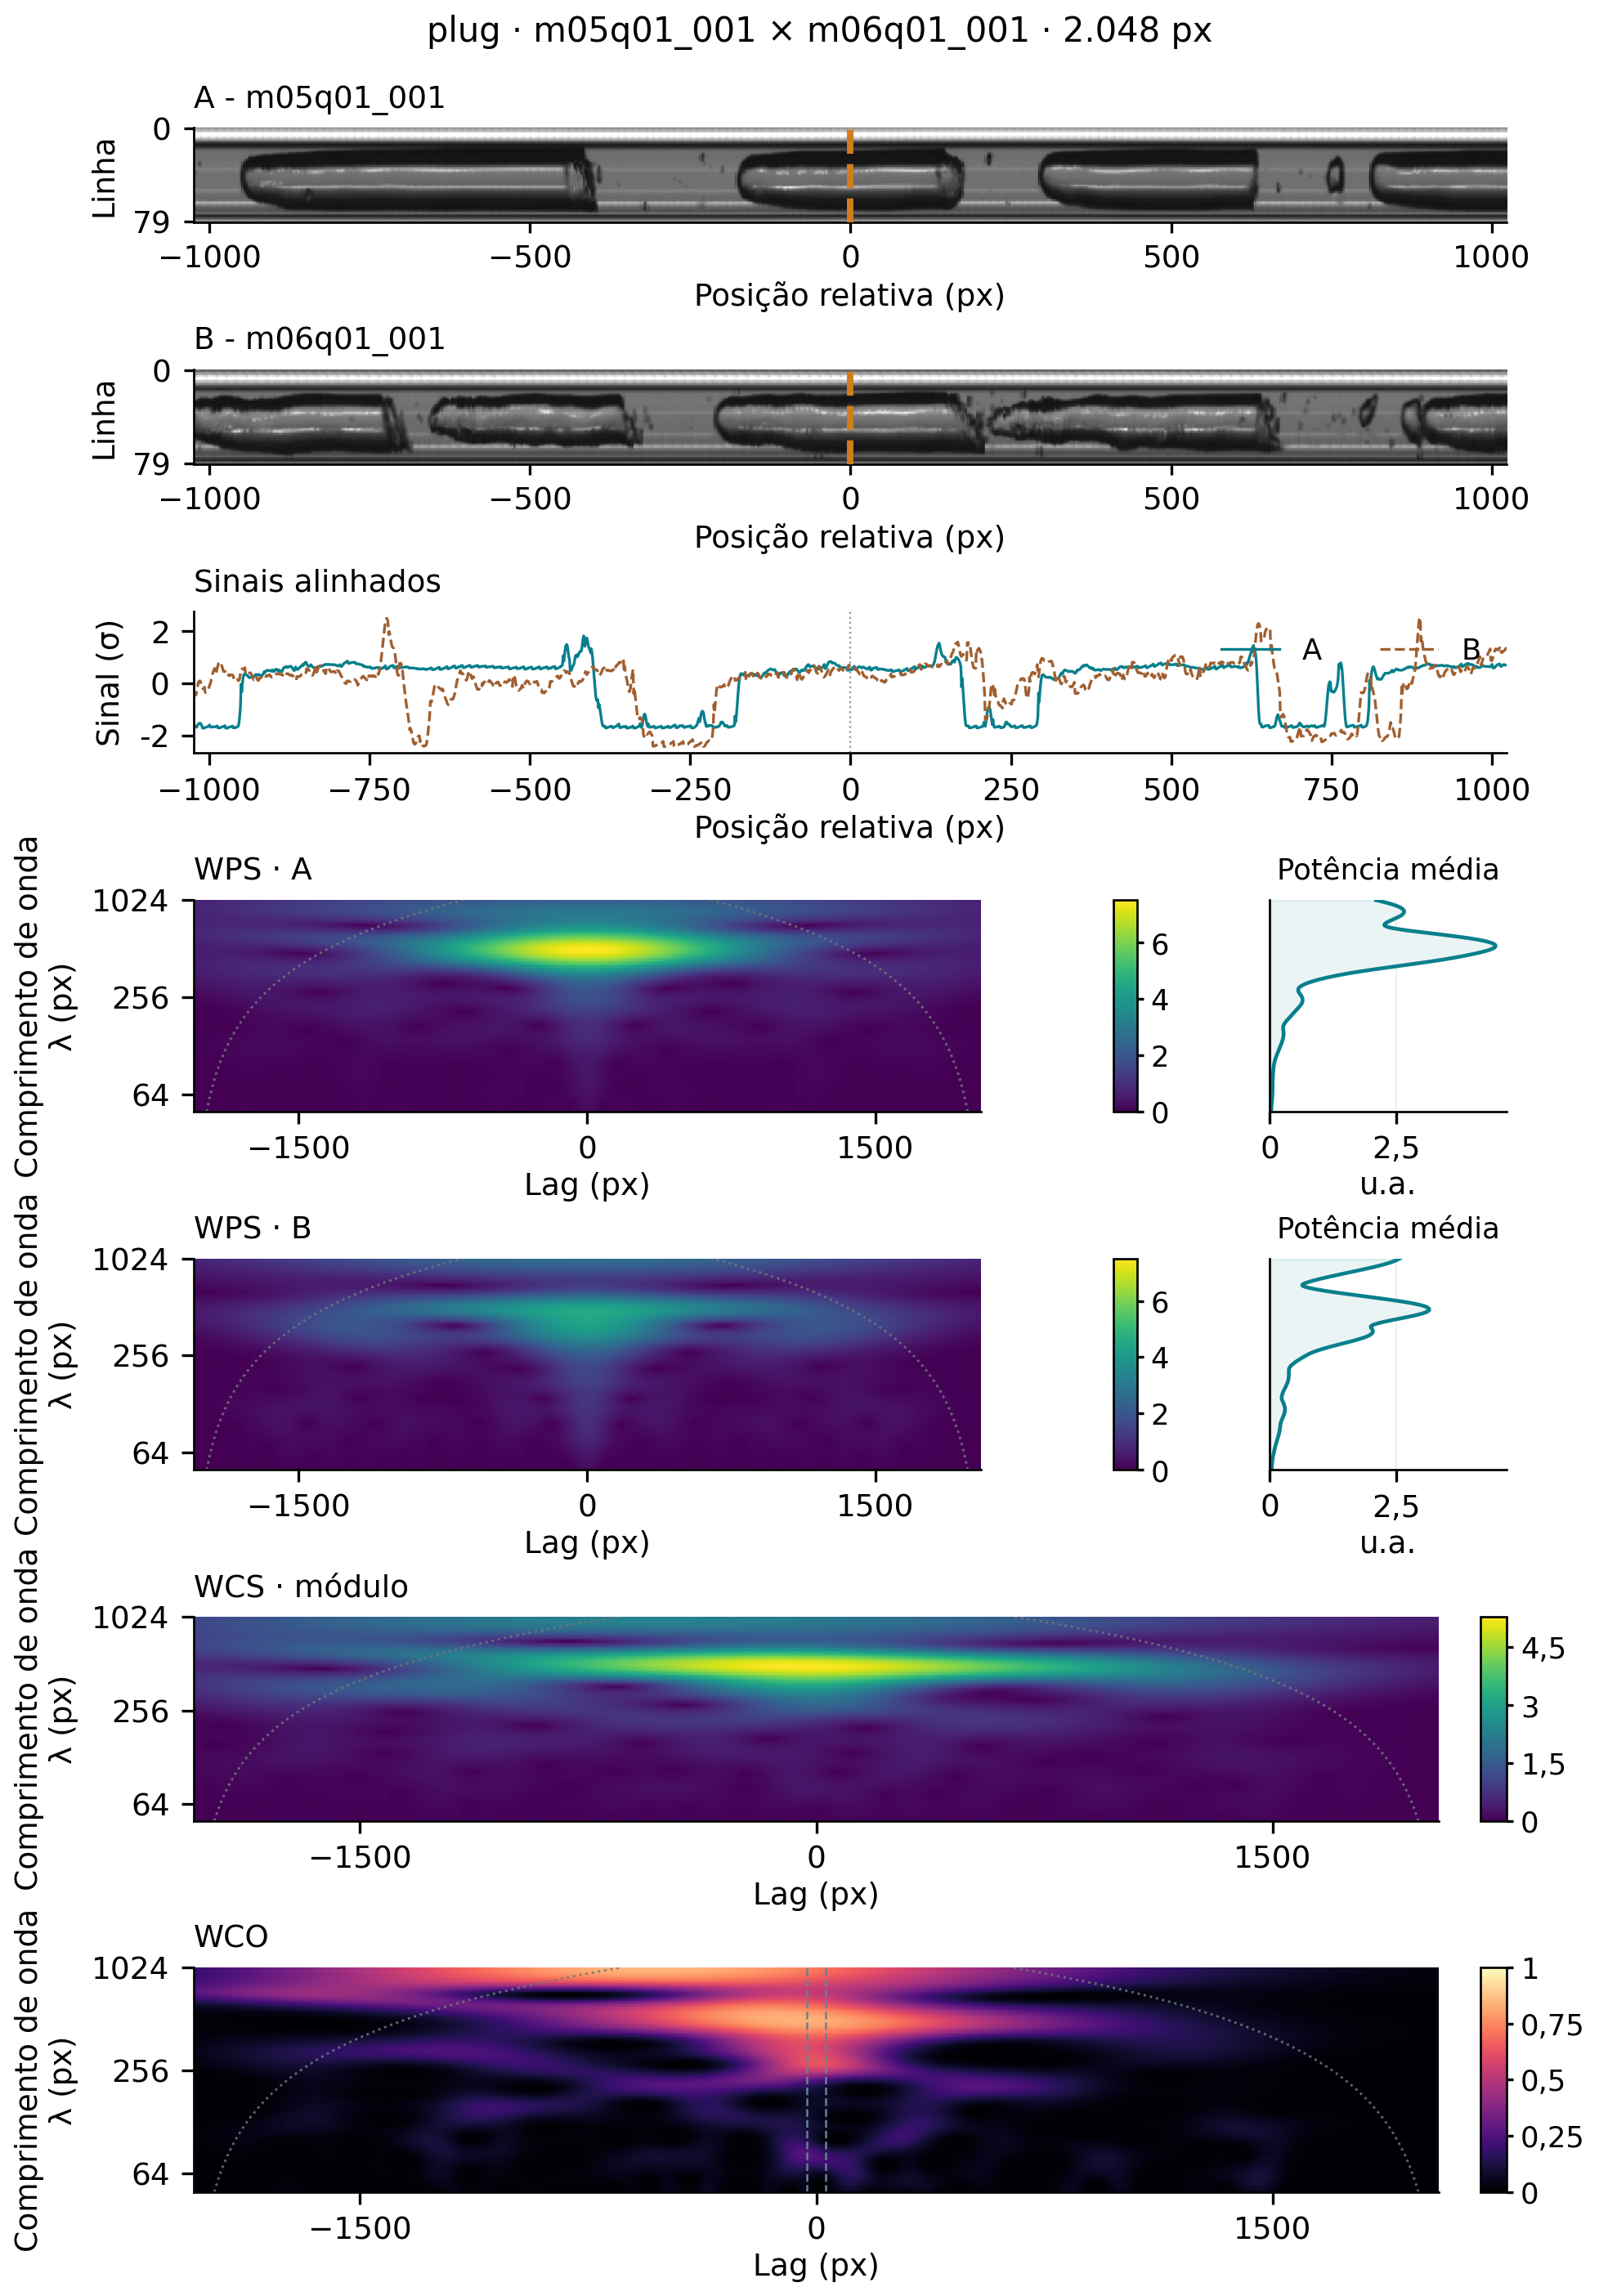 plug · m05q01_001 × m06q01_001 · 2.048 px
A - m05q01_001
Linha
0
79
−1000 −500 0 500 1000
Posição relativa (px)
B - m06q01_001
Linha
0
79
−1000 −500 0 500 1000
Posição relativa (px)
Sinais alinhados
Sinal (σ)
2
0
-2
A B
−1000 −750 −500 −250 0 250 500 750 1000
Posição relativa (px)
WPS · A
Comprimento de onda
λ (px)
1024
256
64
−1500 0 1500
Lag (px)
6
4
2
0
Potência média
0 2,5
u.a.
WPS · B
Comprimento de onda
λ (px)
1024
256
64
−1500 0 1500
Lag (px)
6
4
2
0
Potência média
0 2,5
u.a.
WCS · módulo
Comprimento de onda
λ (px)
1024
256
64
−1500 0 1500
Lag (px)
4,5
3
1,5
0
WCO
Comprimento de onda
λ (px)
1024
256
64
−1500 0 1500
Lag (px)
1
0,75
0,5
0,25
0